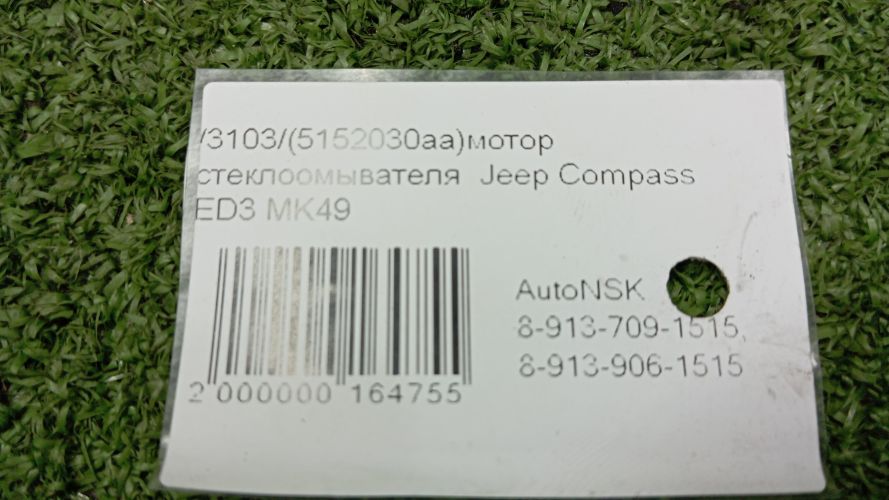 /3103/(5152030aa)мотор
стеклоомывателя Jeep Compass
ED3 MK49
AutoNSK
8-913-709-1515,
8-913-906-1515
2 000000 164755